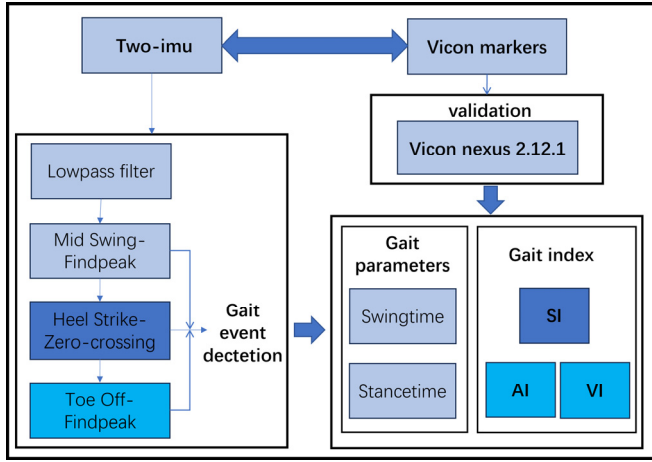 Two-imu
Vicon markers
validation
Vicon nexus 2.12.1
Lowpass filter
Mid Swing-
Findpeak
Heel Strike-
Zero-crossing
Toe Off-
Findpeak
Gait
event
dectetion
Gait
parameters
Swingtime
Stancetime
Gait index
SI
AI
VI